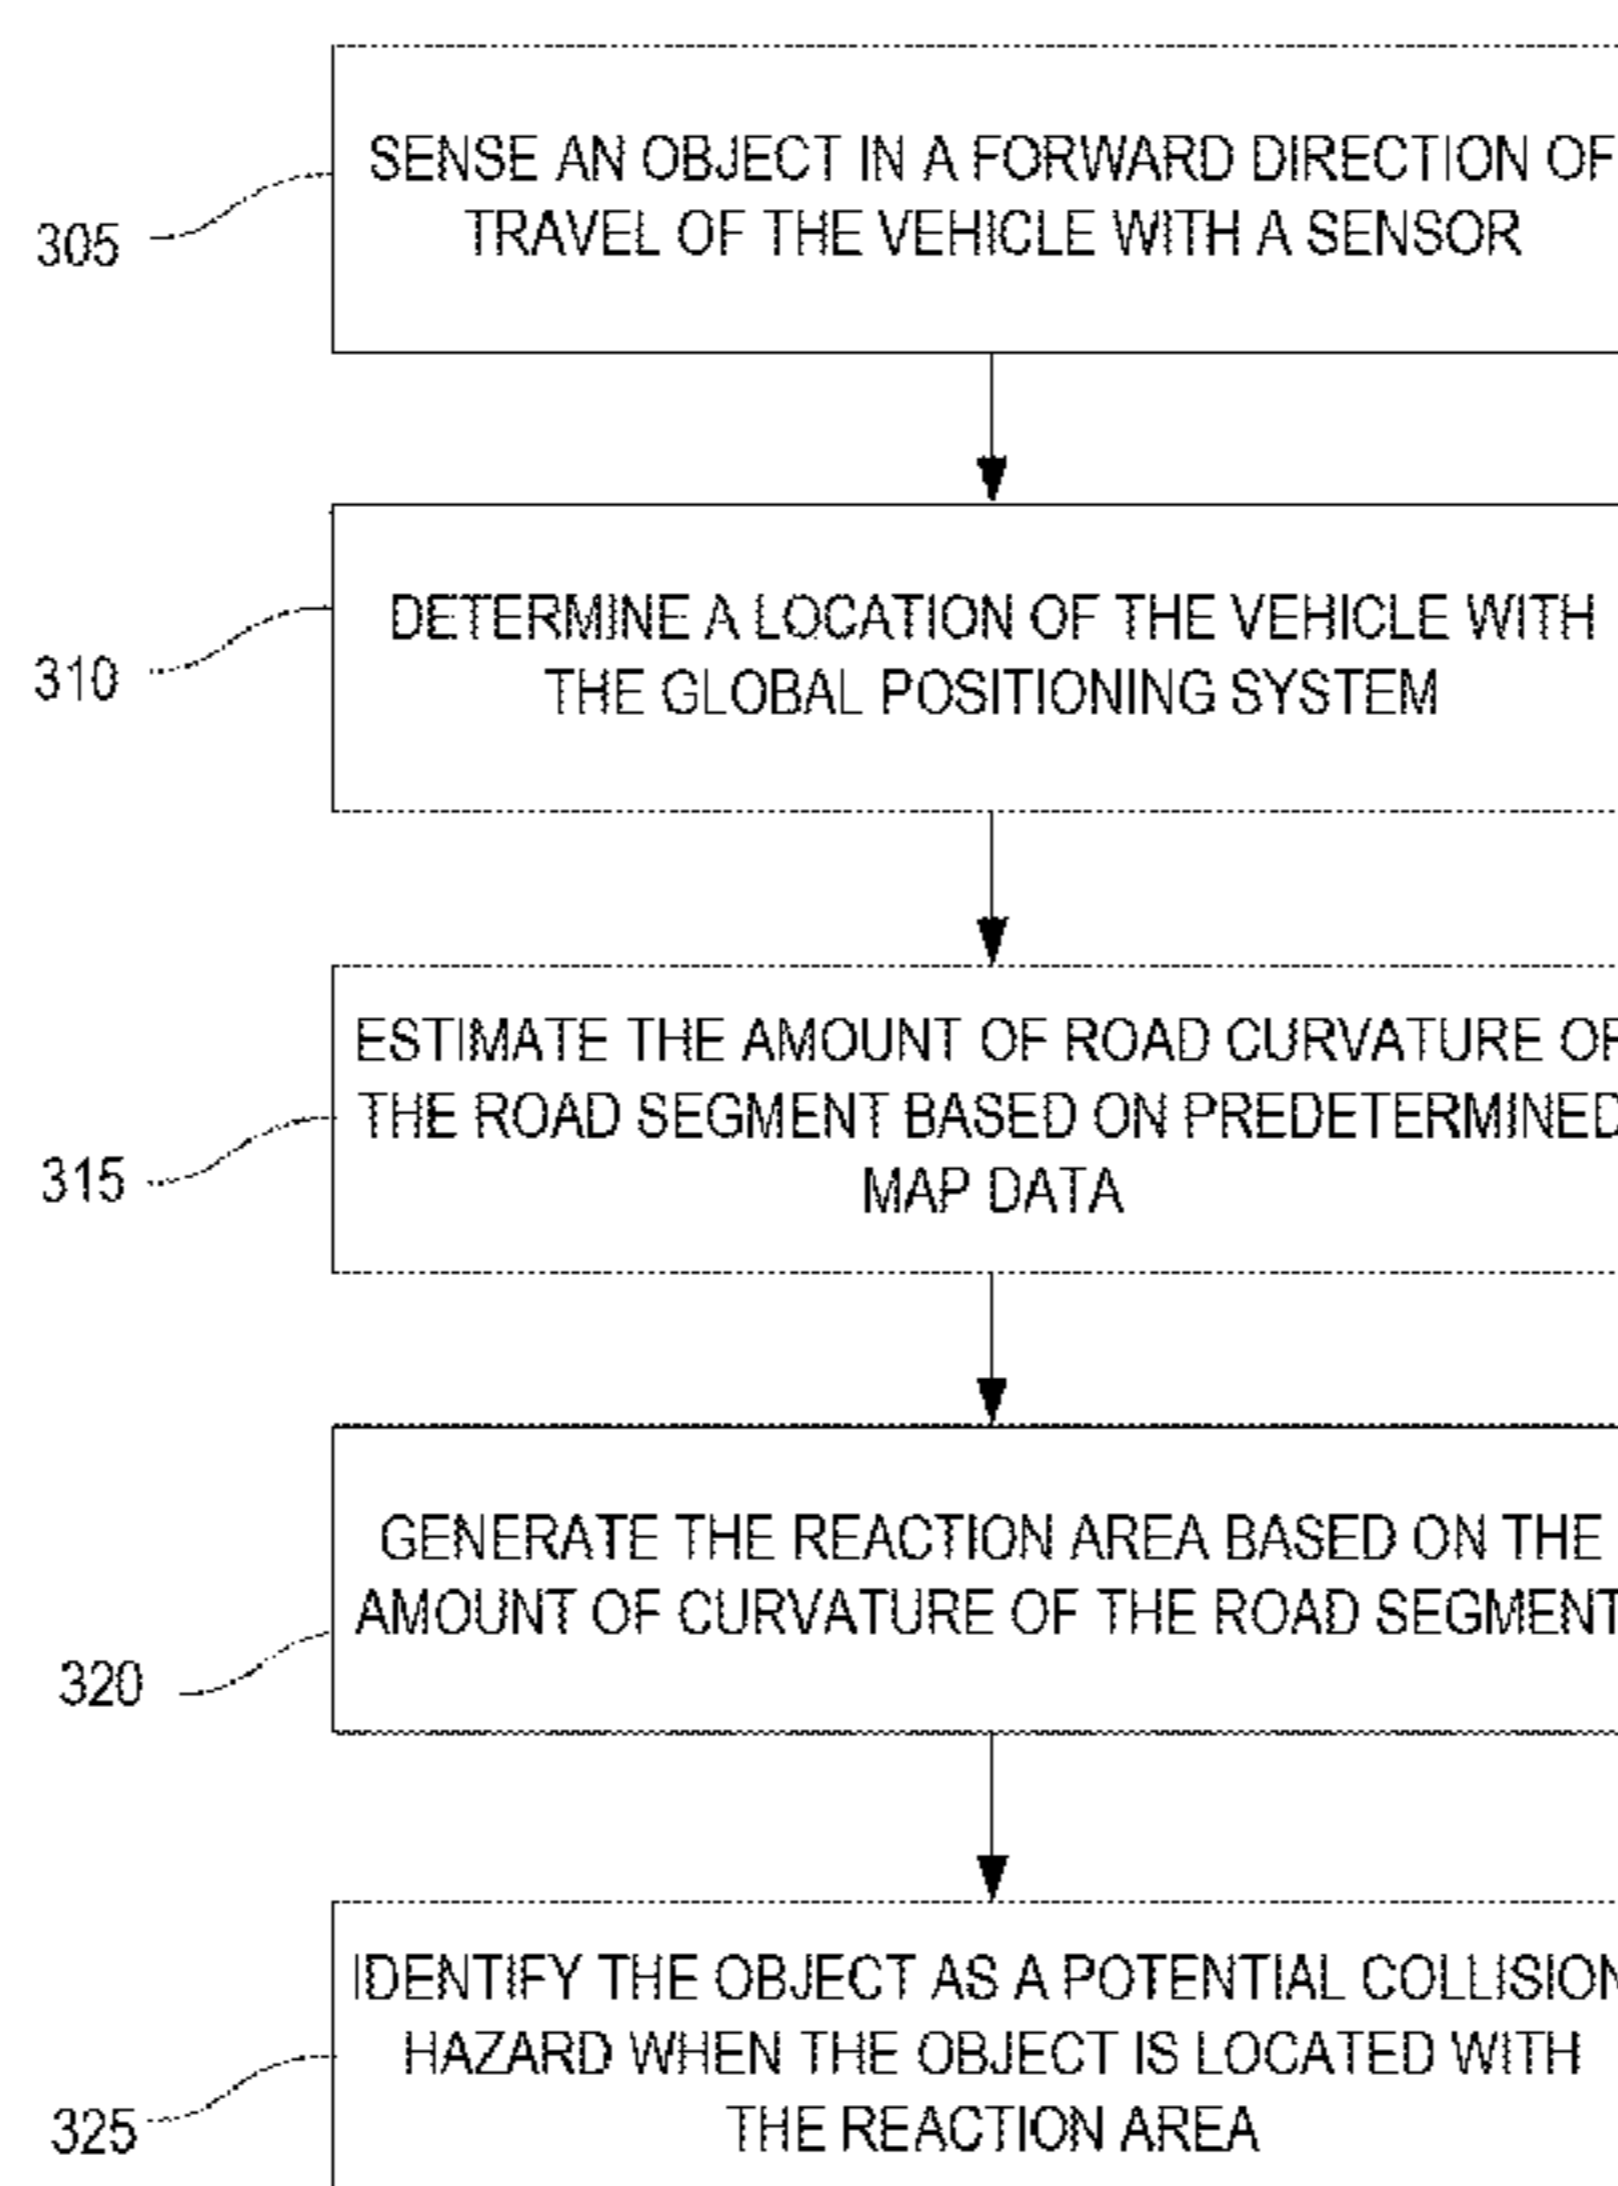 SENSE AN OBJECT IN A FORWARD DIRECTION OF
TRAVEL OF THE VEHICLE WITH A SENSOR
305
DETERMINE A LOCATION OF THE VEHICLE WITH
THE GLOBAL POSITIONING SYSTEM
310
ESTIMATE THE AMOUNT OF ROAD CURVATURE OF
THE ROAD SEGMENT BASED ON PREDETERMINED
MAP DATA
315
GENERATE THE REACTION AREA BASED ON THE
AMOUNT OF CURVATURE OF THE ROAD SEGMENT
320
IDENTIFY THE OBJECT AS A POTENTIAL COLLISION
HAZARD WHEN THE OBJECT IS LOCATED WITH
THE REACTION AREA
325